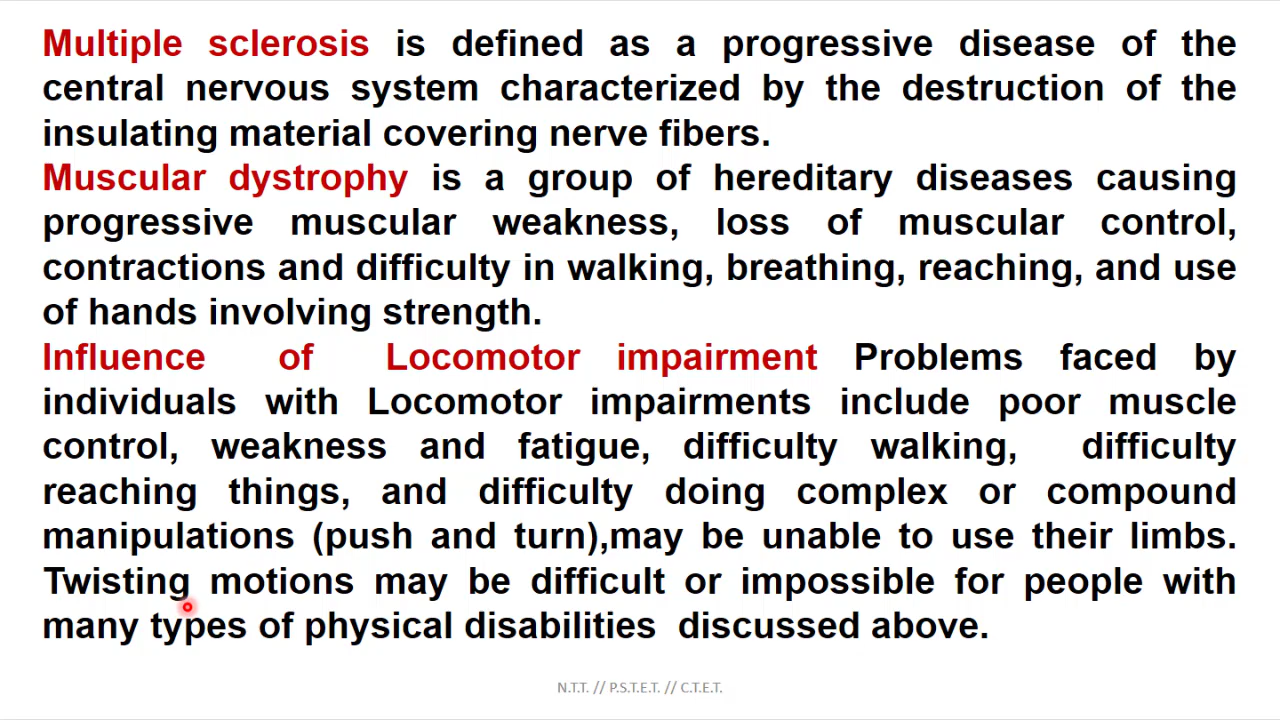 Multiple sclerosis is defined as a progressive disease of the
central nervous system characterized by the destruction of the
insulating material covering nerve fibers.
Muscular dystrophy is a group of hereditary diseases causing
progressive muscular weakness, loss of muscular control,
contractions and difficulty in walking, breathing, reaching, and use
of hands involving strength.
Influence of Locomotor impairment Problems faced by
individuals with Locomotor impairments include poor muscle
control, weakness and fatigue, difficulty walking, difficulty
reaching things, and difficulty doing complex or compound
manipulations (push and turn),may be unable to use their limbs.
Twisting motions may be difficult or impossible for people with
many types of physical disabilities discussed above.
N.T.T. // P.S.T.E.T. // C.T.E.T.